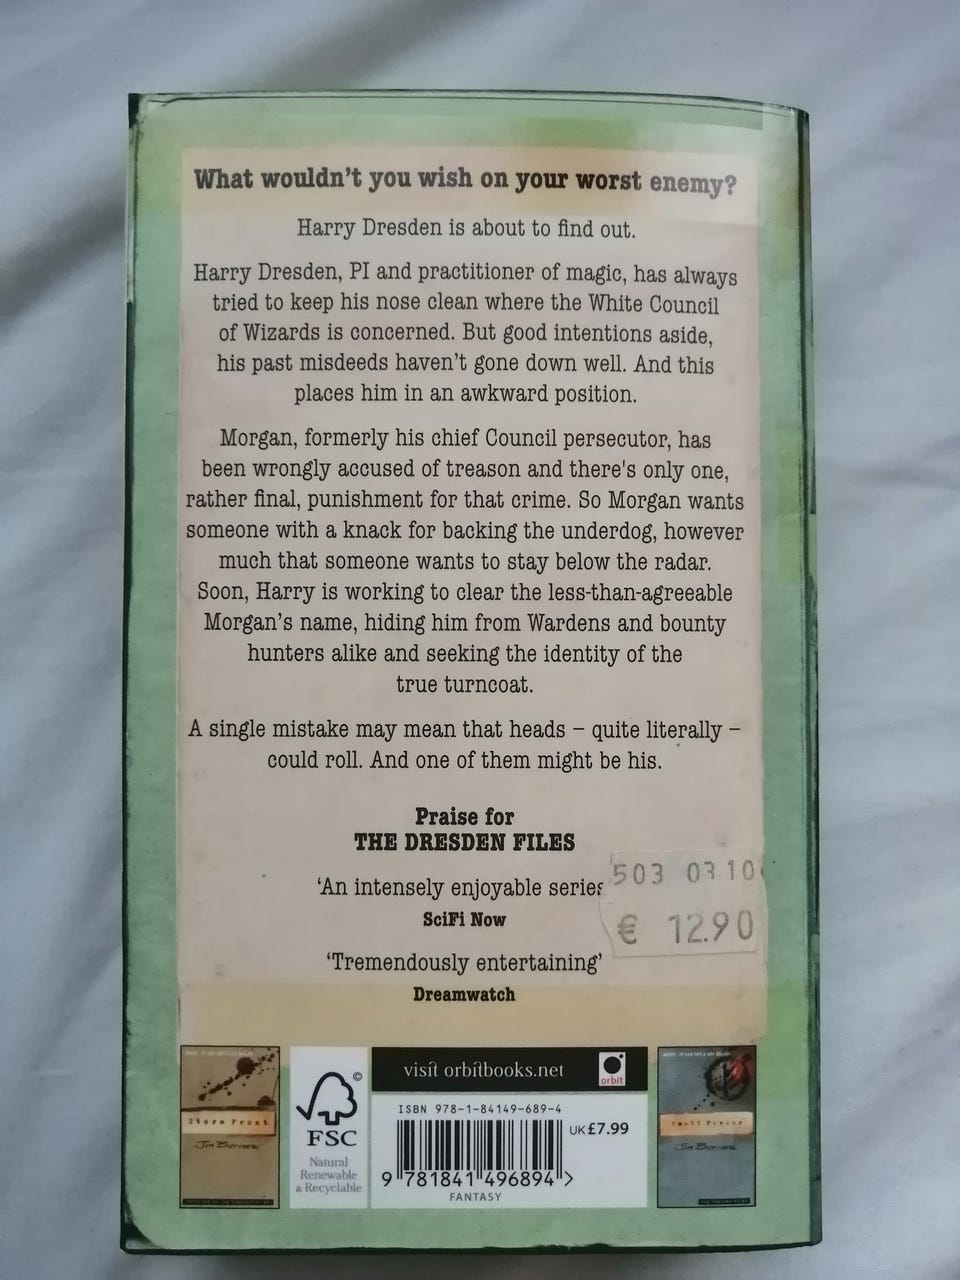 What wouldn't you wish on your worst enemy?
Harry Dresden is about to find out.
Harry Dresden, PI and practitioner of magic, has always
tried to keep his nose clean where the White Council
of Wizards is concerned. But good intentions aside,
his past misdeeds haven't gone down well. And this
places him in an awkward position.
Morgan, formerly his chief Council persecutor, has
been wrongly accused of treason and there's only one,
rather final, punishment for that crime. So Morgan wants
someone with a knack for backing the underdog, however
much that someone wants to stay below the radar.
Soon, Harry is working to clear the less-than-agreeable
Morgan's name, hiding him from Wardens and bounty
hunters alike and seeking the identity of the
true turncoat.
A single mistake may mean that heads – quite literally –
could roll. And one of them might be his.
Praise for
THE DRESDEN FILES
'An intensely enjoyable series
503 03 10
SciFi Now
€ 12.90
'Tremendously entertaining'
Dreamwatch
Storm Front
Jim Butcher
©
FSC
Natural
Renewable
& Recyclable
visit orbitbooks.net
orbit
ISBN 978-1-84149-689-4
UK£7.99
9 781841 496894 >
FANTASY
Small Favour
Jim Butcher